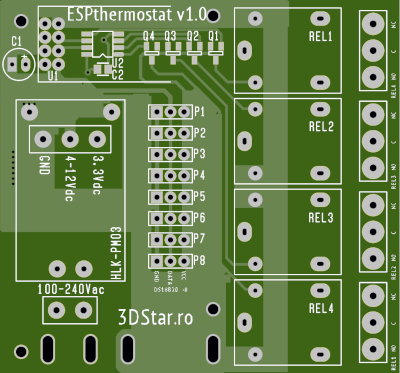 ESPthermostat v1.0
C1
Q4 Q3 Q2 Q1
REL1
NC
C
NO
REL4
U2
C2
U1
P1
REL2
NC
C
NO
REL3
P2
GND
4-12Vdc
3.3Vdc
P3
P4
P5
REL3
NC
C
NO
REL2
P6
P7
HLK-PM03
P8
GND
DATA
VCC
100-240Vac
REL4
NC
C
NO
REL1
3DStar.ro